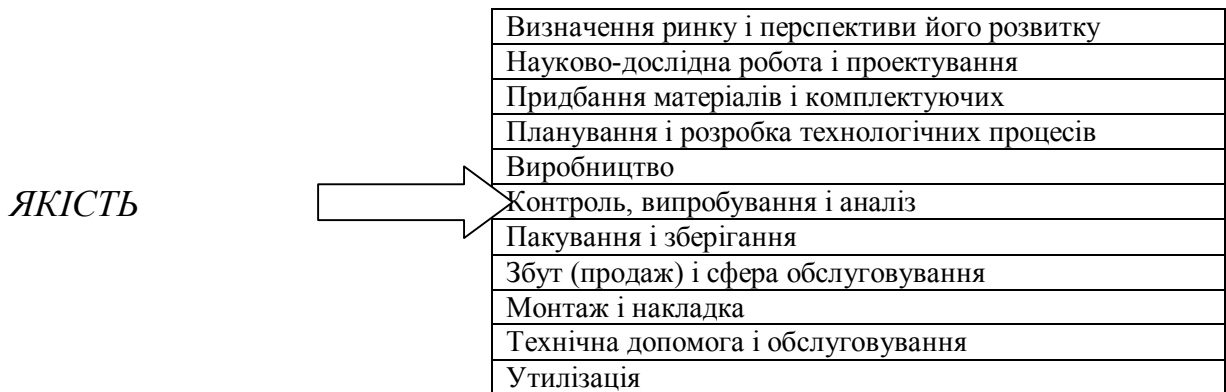 Визначення ринку і перспективи його розвитку
Науково-дослідна робота і проектування
Придбання матеріалів і комплектуючих
Планування і розробка технологічних процесів
Виробництво
ЯКІСТЬ
Контроль, випробування і аналіз
Пакування і зберігання
Збут (продаж) і сфера обслуговування
Монтаж і накладка
Технічна допомога і обслуговування
Утилізація